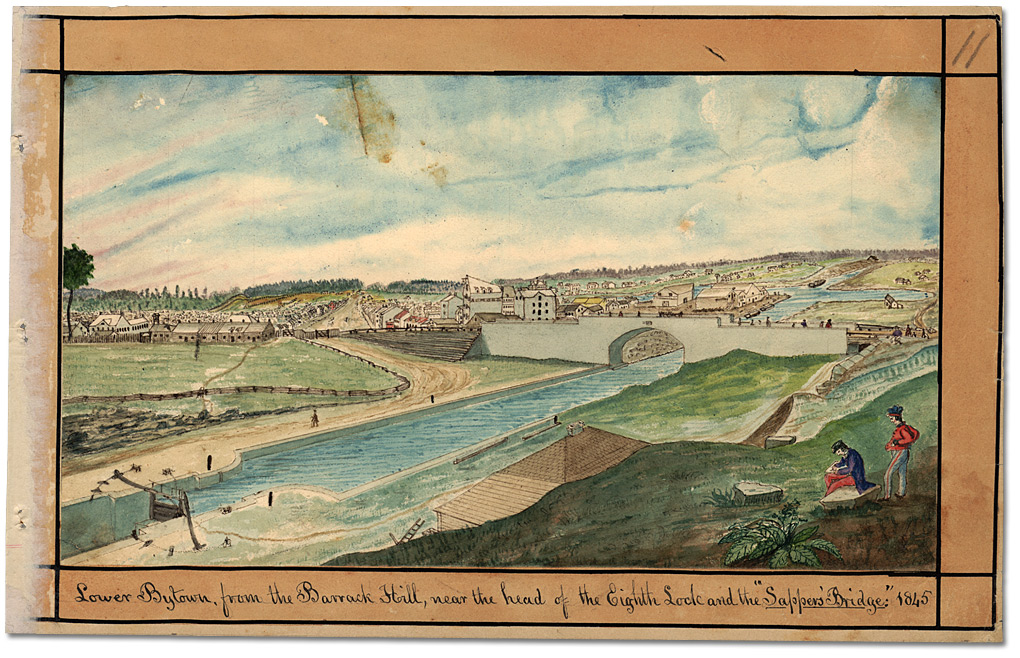 11
Lower Bytown, from the Barrack Hill, near the head of the Eighth Lock and the "Sappers' Bridge." 1845